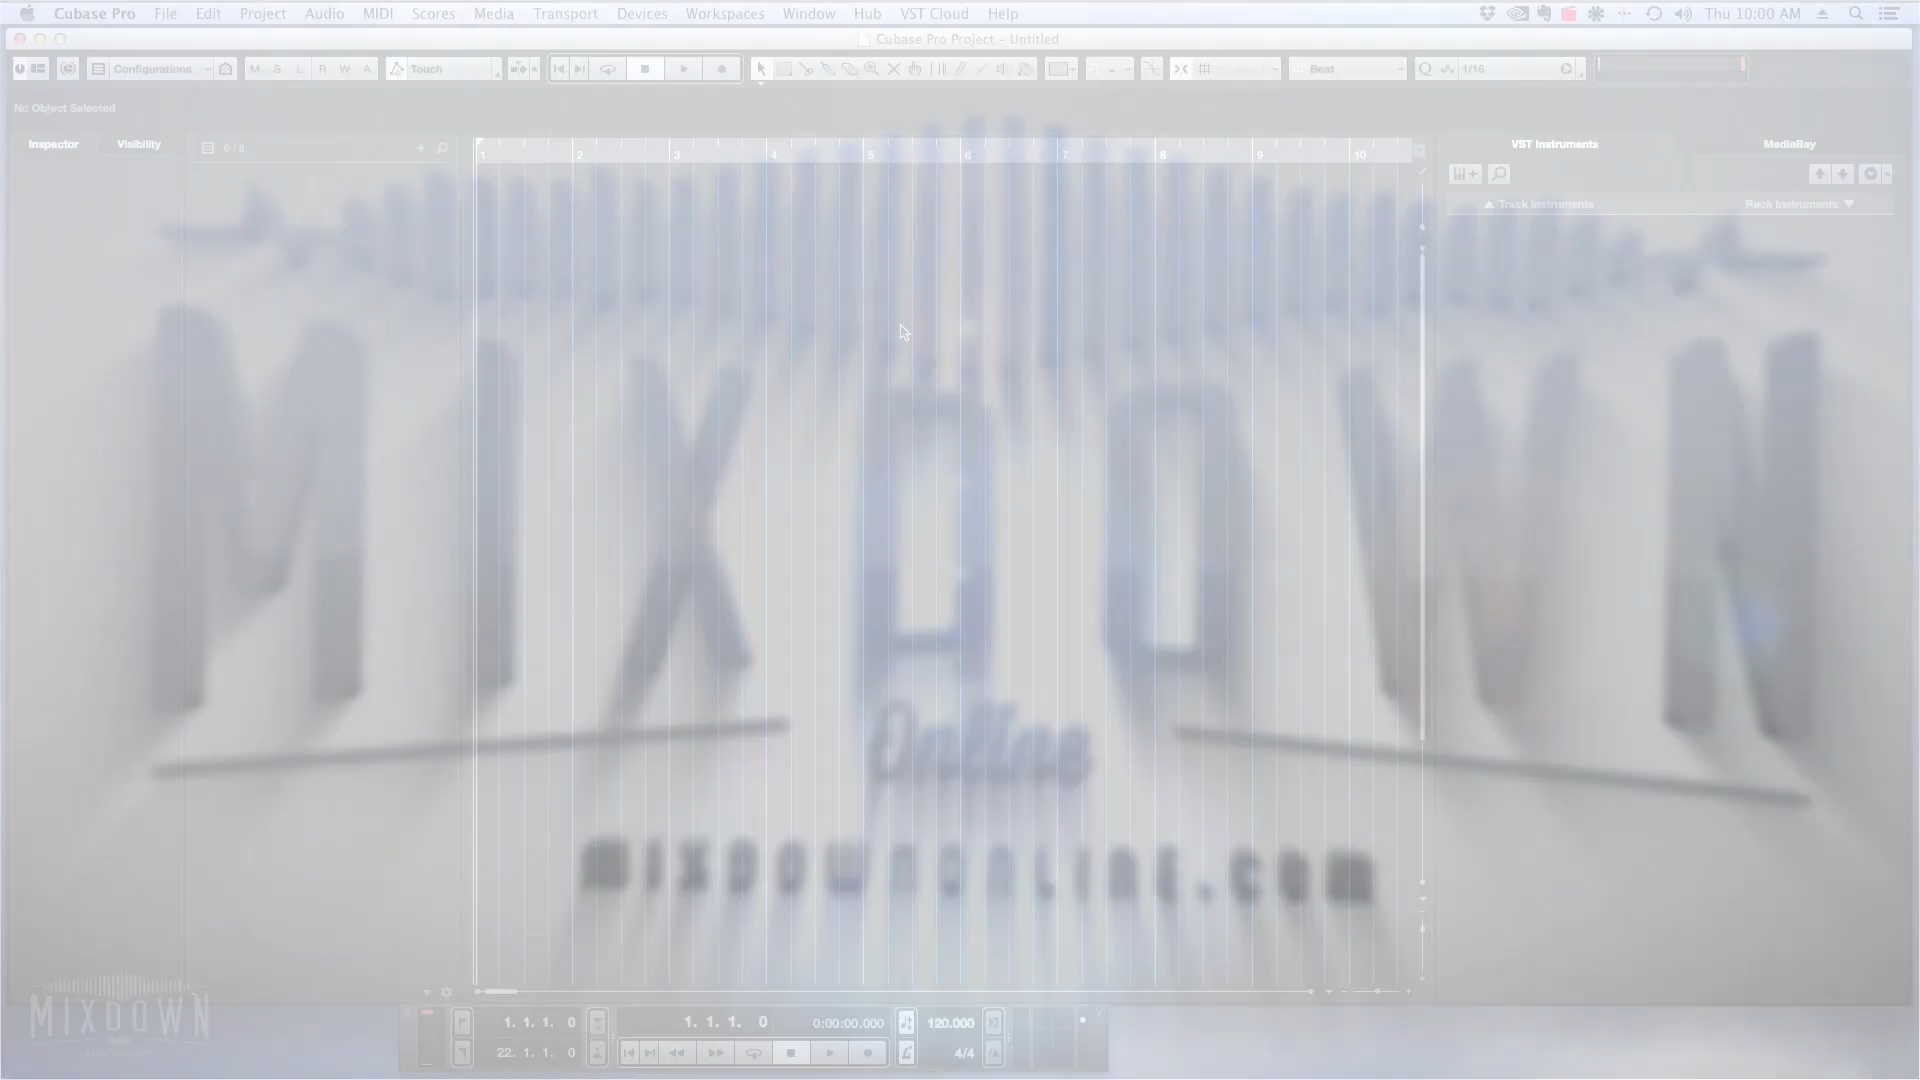 Cubase Pro File Edit Project Audio MIDI Scores Media Transport Devices Workspaces Window Hub VST Cloud Help Thu 10:00 AM
Cubase Pro Project - Untitled
Configurations M S L R W A Touch Beat Q 1/16
No Object Selected
Inspector Visibility 0 / 0 1 2 3 4 5 6 7 8 9 10 VST Instruments MediaBay
Track Instruments Rack Instruments
MIXDOWN
Online
MIXDOWNONLINE.COM
MIXDOWN
1. 1. 1. 0 1. 1. 1. 0 0:00:00.000 120.000
22. 1. 1. 0 4/4